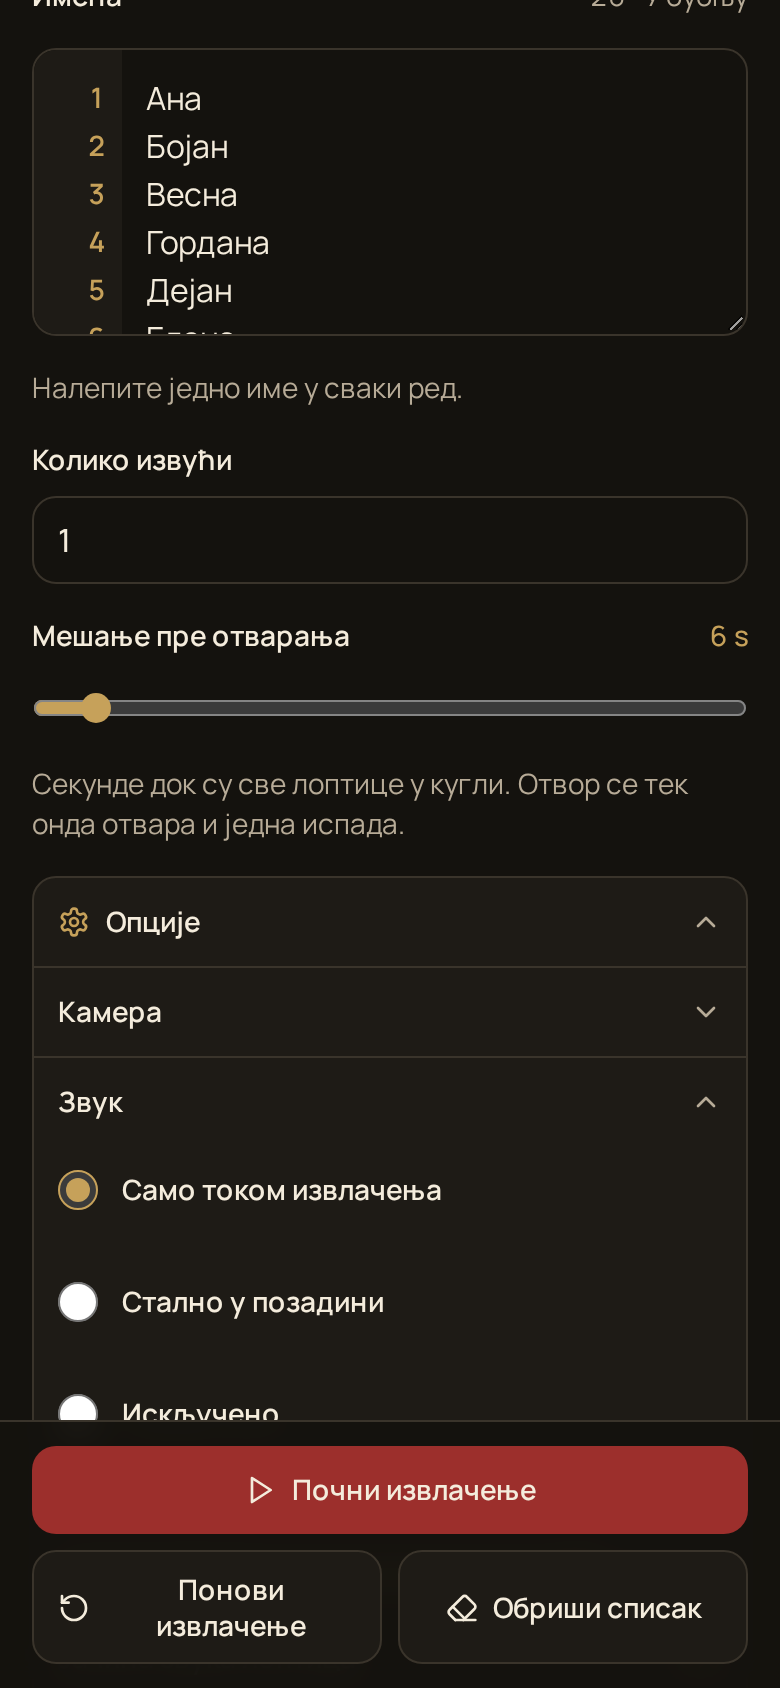 Имена
1 Ана
2 Бојан
3 Весна
4 Гордана
5 Дејан
Налепите једно име у сваки ред.
Колико извући
1
Мешање пре отварања 6 s
Секунде док су све лоптице у кугли. Отвор се тек
онда отвара и једна испада.
Опције
Камера
Звук
Само током извлачења
Стално у позадини
Искључено
Почни извлачење
Понови
извлачење
Обриши списак